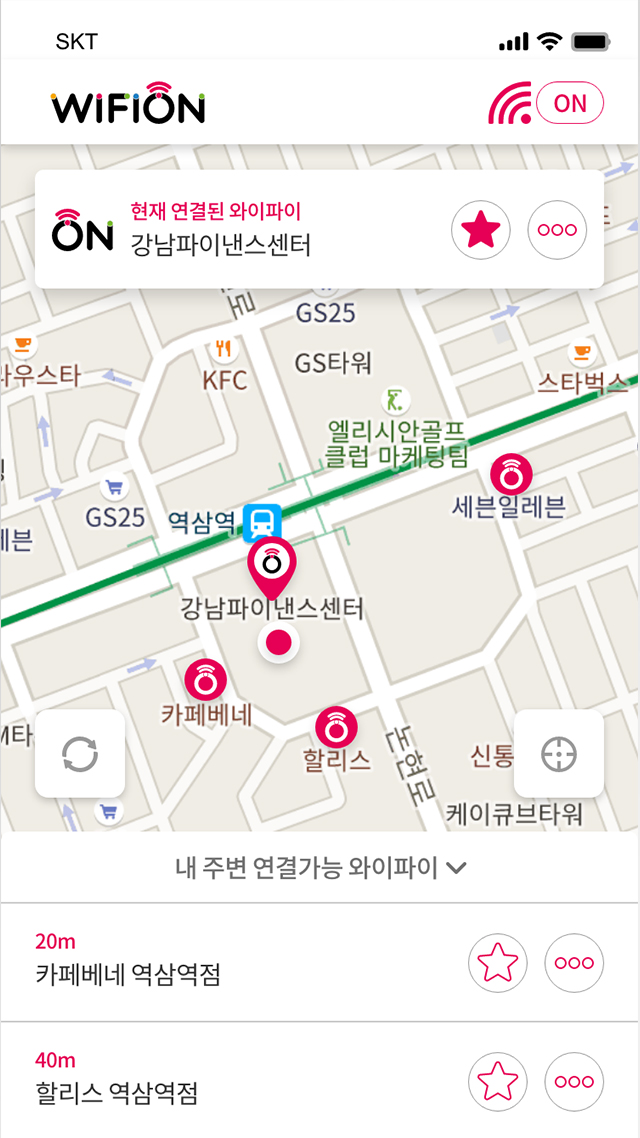 SKT
WIFION
ON
ON
현재 연결된 와이파이
강남파이낸스센터
GS25
GS타워
KFC
스타벅스
엘리시안골프
클럽 마케팅팀
세븐일레븐
GS25
역삼역
강남파이낸스센터
카페베네
할리스
논현로
신통
케이큐브타워
내 주변 연결가능 와이파이
20m
카페베네 역삼역점
40m
할리스 역삼역점